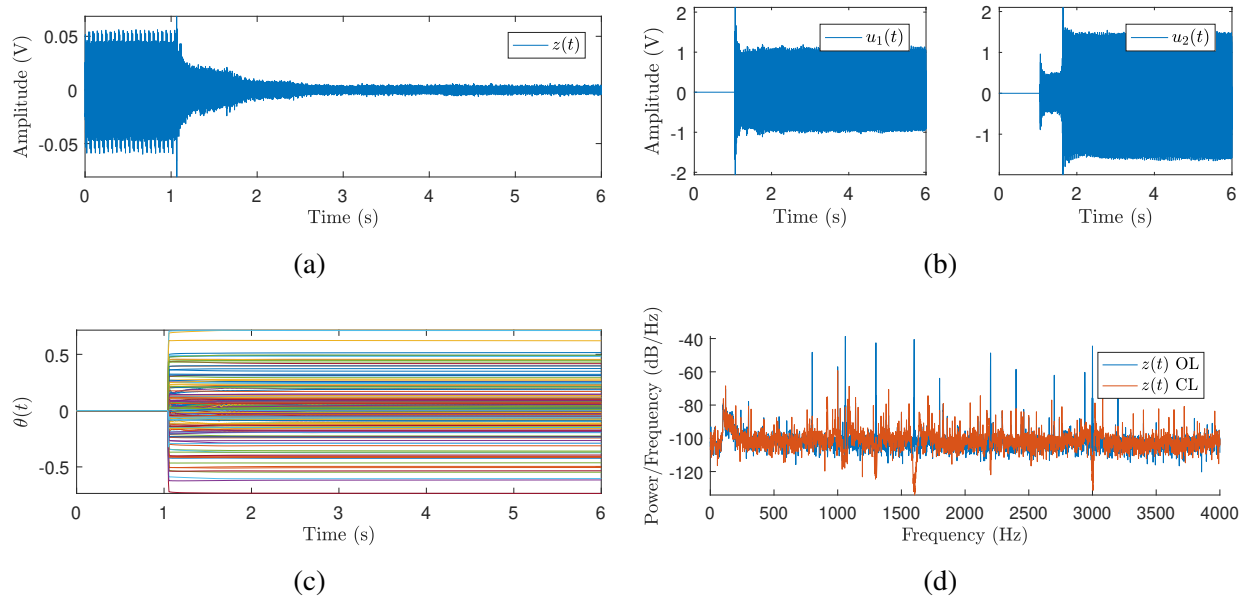 0.05
0
-0.05
Amplitude (V)
z(t)
0 1 2 3 4 5 6
Time (s)
(a)
2
1
0
-1
-2
Amplitude (V)
u₁(t)
0 2 4 6
Time (s)
2
1
0
-1
u₂(t)
0 2 4 6
Time (s)
(b)
0.5
0
-0.5
θ(t)
0 1 2 3 4 5 6
Time (s)
(c)
-40
-60
-80
-100
-120
Power/Frequency (dB/Hz)
z(t) OL
z(t) CL
0 500 1000 1500 2000 2500 3000 3500 4000
Frequency (Hz)
(d)